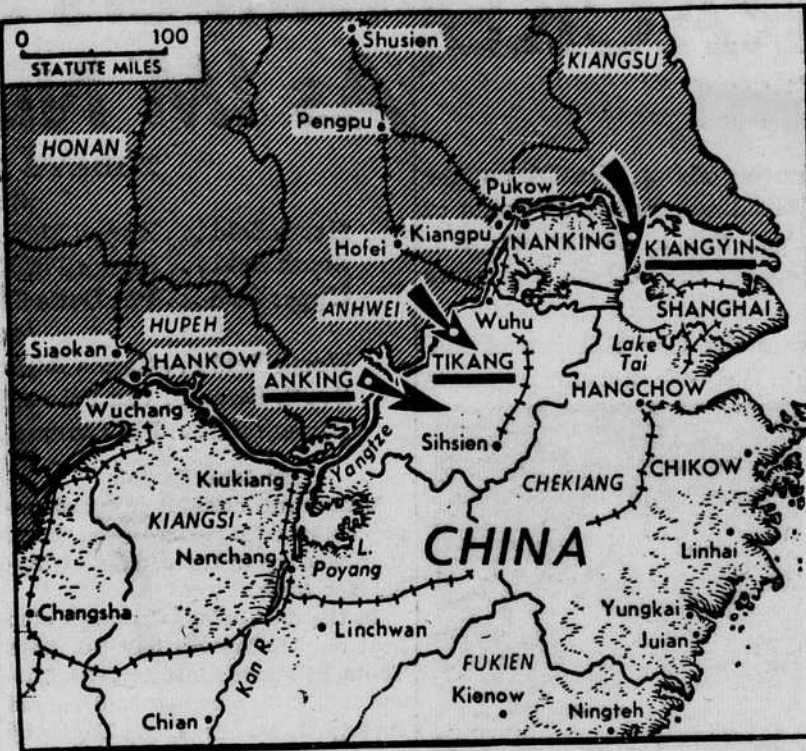 0 100
STATUTE MILES
Shusien
KIANGSU
HONAN
Pengpu
Pukow
Kiangpu
NANKING
KIANGYIN
Hofei
ANHWEI
SHANGHAI
Wuhu
HUPEH
Siaokan
HANKOW
ANKING
TIKANG
Lake
Tai
HANGCHOW
Wuchang
Yangtze
Sihsien
CHIKOW
Kiukiang
CHEKIANG
KIANGSI
CHINA
Nanchang
L.
Poyang
Linhai
Changsha
Yungkai
Linchwan
Juian
Kan R.
FUKIEN
Kienow
Chian
Ningteh